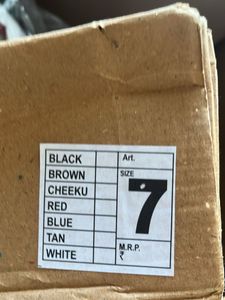 BLACK
BROWN
CHEEKU
RED
BLUE
TAN
WHITE
Art.
SIZE
7
M.R.P.
₹